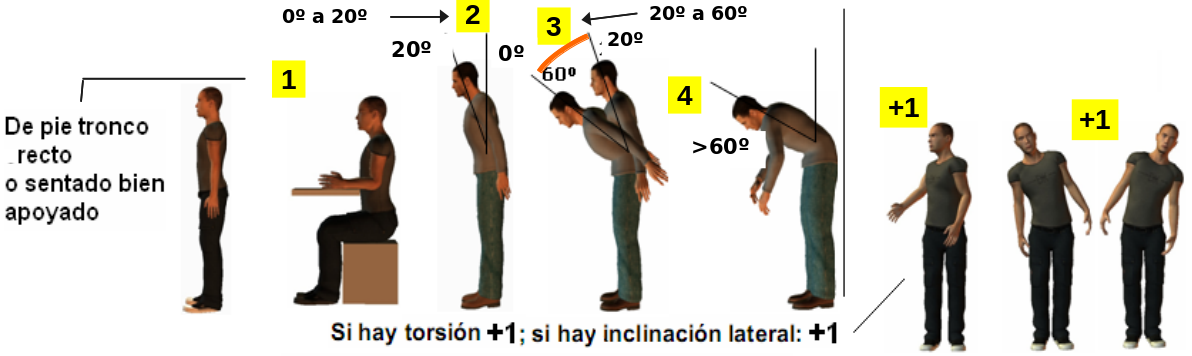 0º a 20º
2
3
20º a 60º
20º
0º
20º
60º
1
4
>60º
+1
+1
De pie tronco
recto
o sentado bien
apoyado
Si hay torsión +1; si hay inclinación lateral: +1